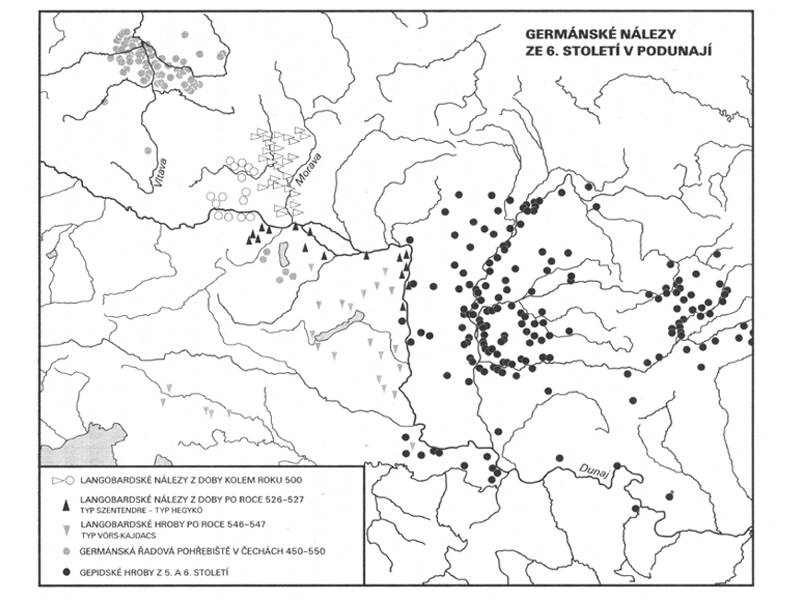 GERMÁNSKÉ NÁLEZY
ZE 6. STOLETÍ V PODUNAJÍ
Vltava
Morava
Dunaj
LANGOBARDSKÉ NÁLEZY Z DOBY KOLEM ROKU 500
LANGOBARDSKÉ NÁLEZY Z DOBY PO ROCE 526–527
TYP SZENTENDRE – TYP HEGYKÖ
LANGOBARDSKÉ HROBY PO ROCE 546–547
TYP VÖRS-KAJDACS
GERMÁNSKÁ ŘADOVÁ POHŘEBIŠTĚ V ČECHÁCH 450–550
GEPIDSKÉ HROBY Z 5. A 6. STOLETÍ